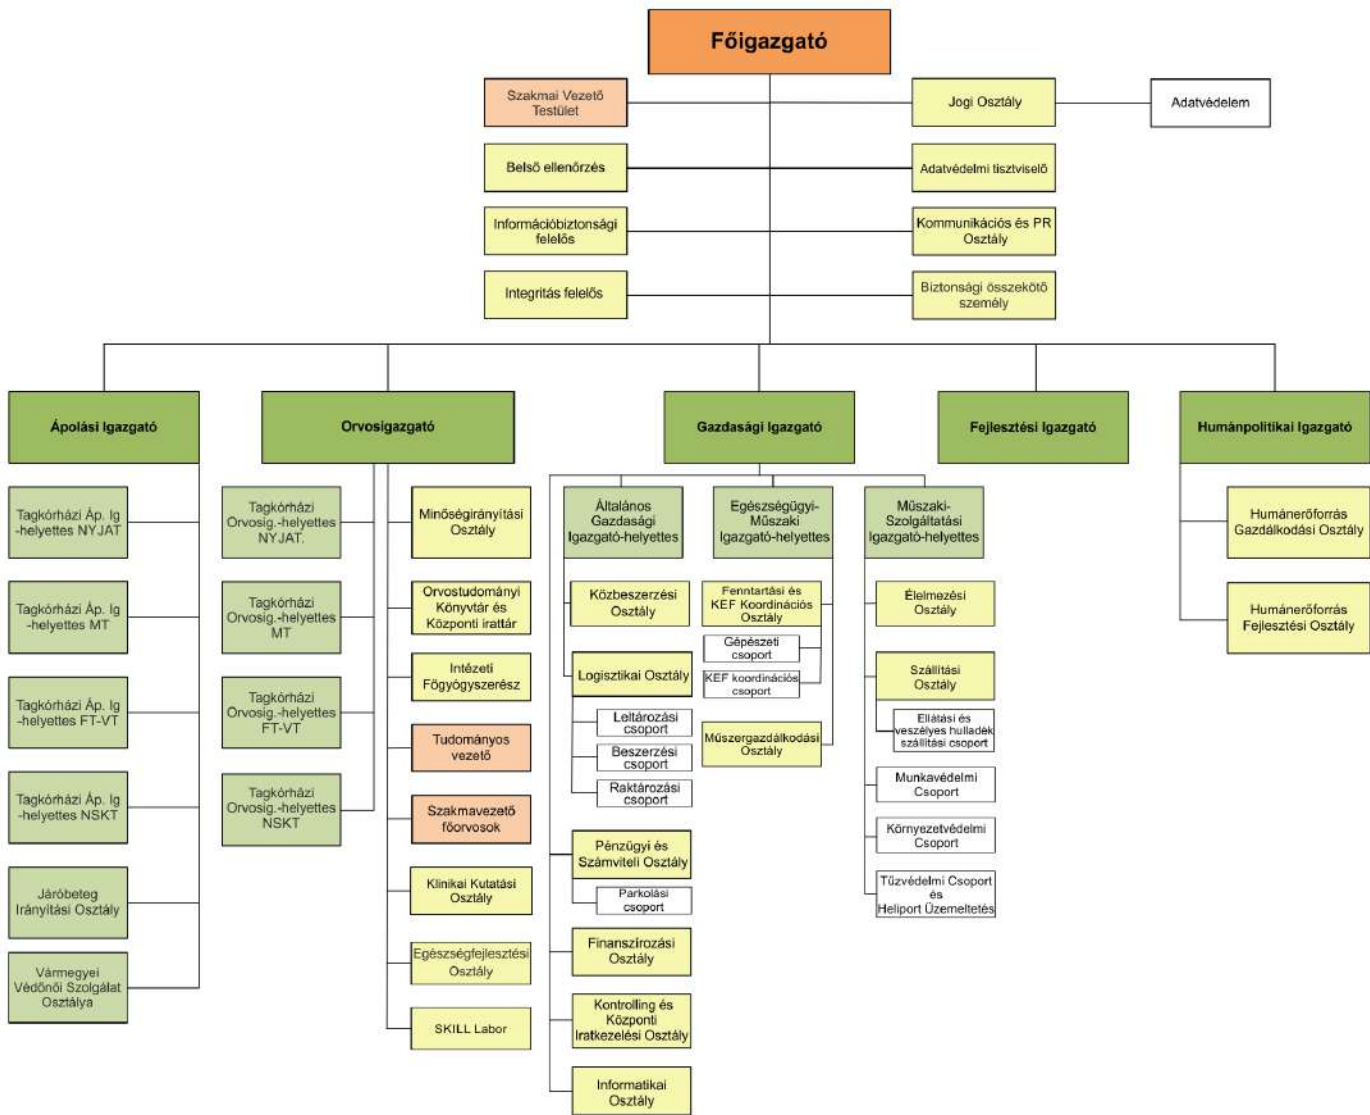 Főigazgató
Szakmai Vezető
Testület
Jogi Osztály
Adatvédelem
Belső ellenőrzés
Adatvédelmi tisztviselő
Információbiztonsági
felelős
Kommunikációs és PR
Osztály
Integritás felelős
Biztonsági összekötő
személy
Ápolási Igazgató
Orvosigazgató
Gazdasági Igazgató
Fejlesztési Igazgató
Humánpolitikai Igazgató
Tagkórházi Áp. Ig
-helyettes NYJAT
Tagkórházi Áp. Ig
-helyettes MT
Tagkórházi Áp. Ig
-helyettes FT-VT
Tagkórházi Áp. Ig
-helyettes NSKT
Járóbeteg
Irányítási Osztály
Vármegyei
Védőnői Szolgálat
Osztálya
Tagkórházi
Orvosig.-helyettes
NYJAT.
Tagkórházi
Orvosig.-helyettes
MT
Tagkórházi
Orvosig.-helyettes
FT-VT
Tagkórházi
Orvosig.-helyettes
NSKT
Minőségirányítási
Osztály
Orvostudományi
Könyvtár és
Központi irattár
Intézeti
Főgyógyszerész
Tudományos
vezető
Szakmavezető
főorvosok
Klinikai Kutatási
Osztály
Egészségfejlesztési
Osztály
SKILL Labor
Általános
Gazdasági
Igazgató-helyettes
Közbeszerzési
Osztály
Logisztikai Osztály
Leltározási
csoport
Beszerzési
csoport
Raktározási
csoport
Pénzügyi és
Számviteli Osztály
Parkolási
csoport
Finanszírozási
Osztály
Kontrolling és
Központi
Iratkezelési Osztály
Informatikai
Osztály
Egészségügyi-
Műszaki
Igazgató-helyettes
Fenntartási és
KEF Koordinációs
Osztály
Gépészeti
csoport
KEF koordinációs
csoport
Műszergazdálkodási
Osztály
Műszaki-
Szolgáltatási
Igazgató-helyettes
Élelmezési
Osztály
Szállítási
Osztály
Ellátási és
veszélyes hulladék
szállítási csoport
Munkavédelmi
Csoport
Környezetvédelmi
Csoport
Tűzvédelmi Csoport
és
Heliport Üzemeltetés
Humánerőforrás
Gazdálkodási Osztály
Humánerőforrás
Fejlesztési Osztály